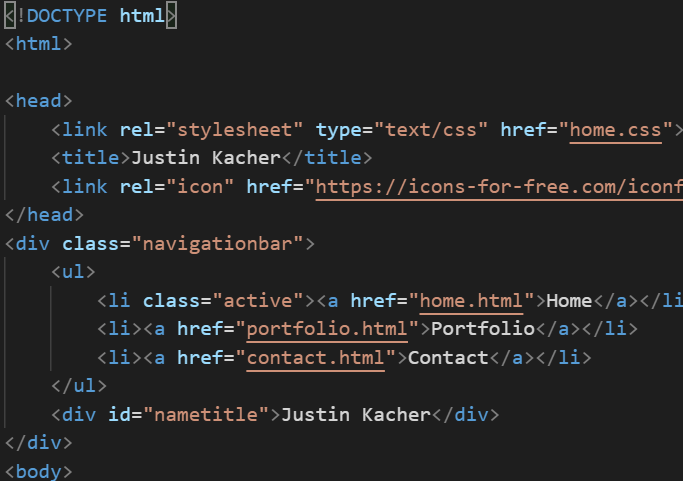 <!DOCTYPE html>
<html>
<head>
<link rel="stylesheet" type="text/css" href="home.css">
<title>Justin Kacher</title>
<link rel="icon" href="https://icons-for-free.com/iconf
</head>
<div class="navigationbar">
<ul>
<li class="active"><a href="home.html">Home</a></li
<li><a href="portfolio.html">Portfolio</a></li>
<li><a href="contact.html">Contact</a></li>
</ul>
<div id="nametitle">Justin Kacher</div>
</div>
<body>